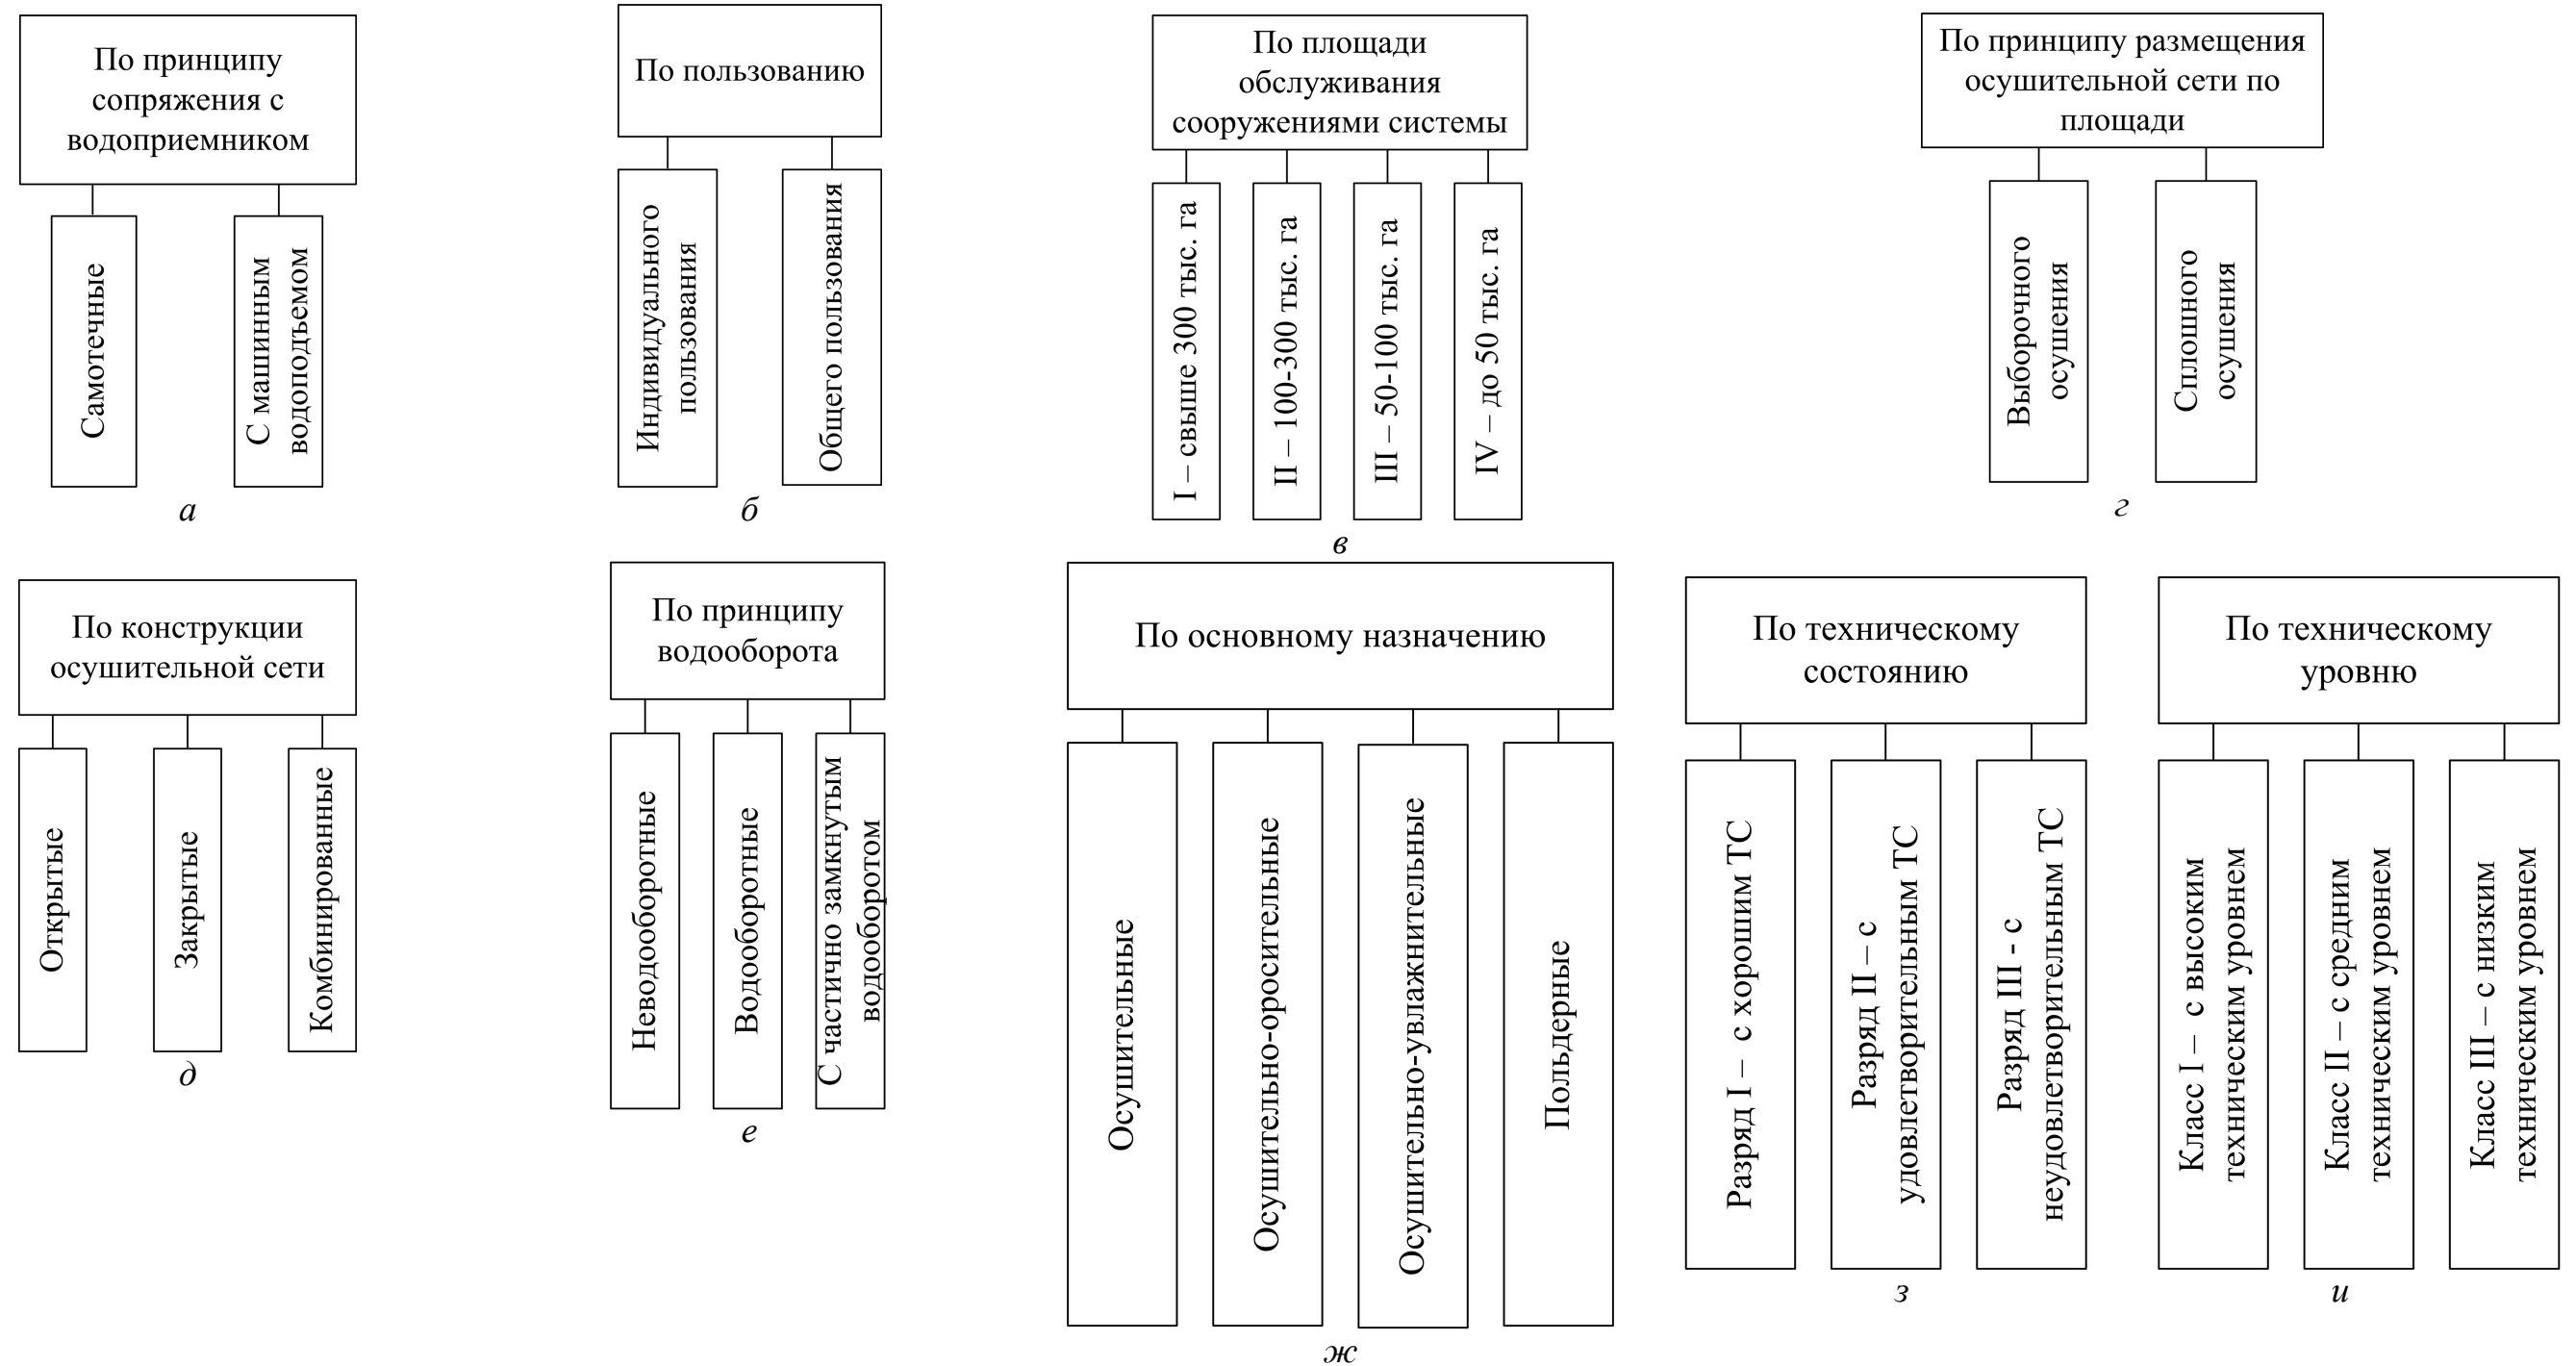 По принципу
сопряжения с
водоприемником
Самотечные
С машинным
водоподъемом
а
По пользованию
Индивидуального
пользования
Общего пользования
б
По площади
обслуживания
сооружениями системы
I – свыше 300 тыс. га
II – 100-300 тыс. га
III – 50-100 тыс. га
IV – до 50 тыс. га
в
По принципу размещения
осушительной сети по
площади
Выборочного
осушения
Сплошного
осушения
г
По конструкции
осушительной сети
Открытые
Закрытые
Комбинированные
д
По принципу
водооборота
Неводооборотные
Водооборотные
С частично замкнутым
водооборотом
е
По основному назначению
Осушительные
Осушительно-оросительные
Осушительно-увлажнительные
Польдерные
ж
По техническому
состоянию
Разряд I – с хорошим ТС
Разряд II – с
удовлетворительным ТС
Разряд III - с
неудовлетворительным ТС
з
По техническому
уровню
Класс I – с высоким
техническим уровнем
Класс II – с средним
техническим уровнем
Класс III – с низким
техническим уровнем
и